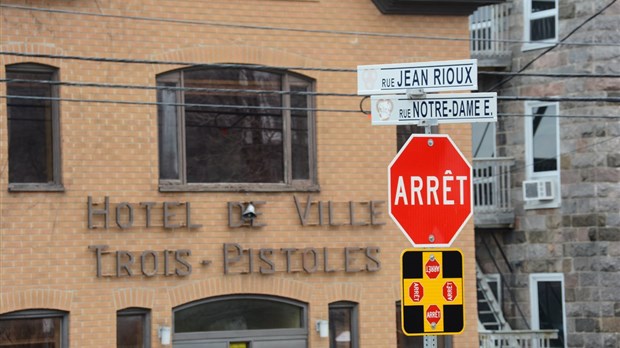 RUE JEAN RIOUX
RUE NOTRE-DAME E.
ARRÊT
HOTEL DE VILLE
TROIS-PISTOLES
ARRÊT
ARRÊT
ARRÊT
ARRÊT